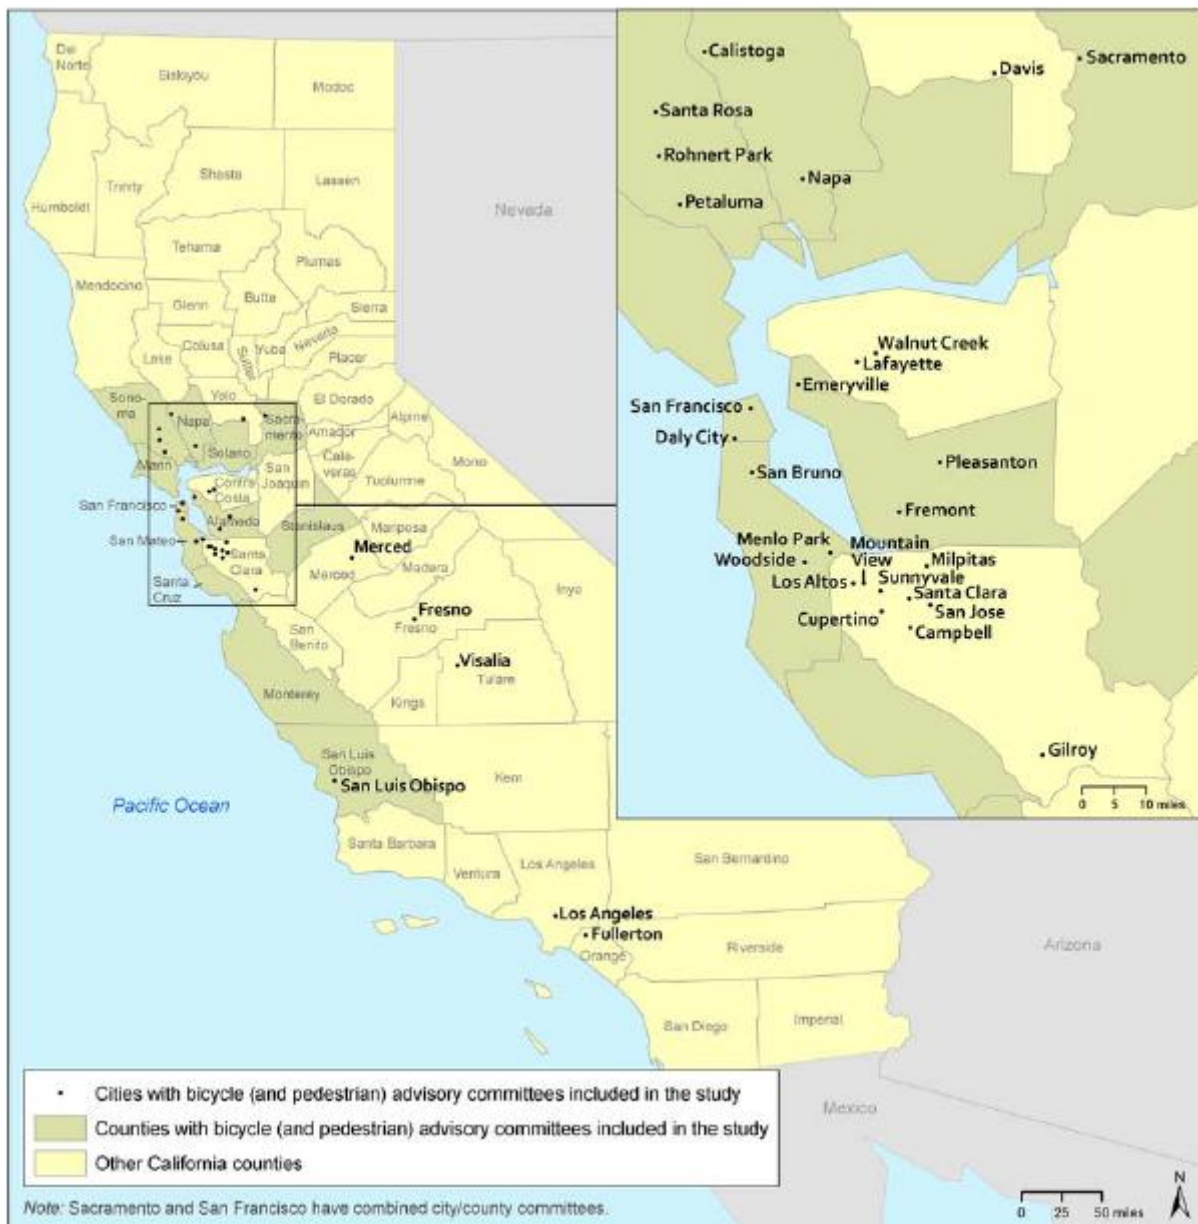 Del
Norte
Siskiyou
Modoc
Humboldt
Trinity
Shasta
Lassen
Nevada
Tehama
Plumas
Mendocino
Glenn
Butte
Sierra
Lake
Colusa
Sutter
Yuba
Nevada
Placer
Sono-
ma
Napa
Yolo
El Dorado
Sacra-
mento
Amador
Alpine
Marin
Solano
Cala-
veras
Tuolumne
Mono
San
Joaquin
Contra
Costa
San Francisco
Alameda
Stanislaus
Mariposa
San Mateo
Santa
Clara
Merced
Merced
Madera
Santa
Cruz
Inyo
Fresno
Fresno
San
Benito
Visalia
Tulare
Monterey
Kings
San Luis
Obispo
San Luis Obispo
Kern
Pacific Ocean
Santa Barbara
Ventura
Los Angeles
San Bernardino
Los Angeles
Fullerton
Orange
Riverside
Arizona
San Diego
Imperial
Mexico
Calistoga
Davis
Sacramento
Santa Rosa
Rohnert Park
Napa
Petaluma
Walnut Creek
Lafayette
Emeryville
San Francisco
Daly City
San Bruno
Pleasanton
Fremont
Menlo Park
Mountain
View
Woodside
Milpitas
Los Altos
Sunnyvale
Santa Clara
San Jose
Cupertino
Campbell
Gilroy
0 5 10 miles
Cities with bicycle (and pedestrian) advisory committees included in the study
Counties with bicycle (and pedestrian) advisory committees included in the study
Other California counties
Note: Sacramento and San Francisco have combined city/county committees.
N
0 25 50 miles